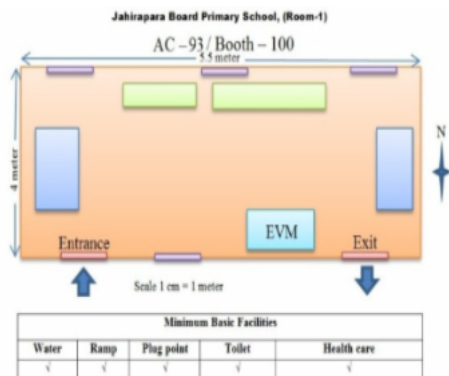 Jahirapara Board Primary School, (Room-1)
AC – 93 / Booth – 100
5.5 meter
4 meter
N
EVM
Entrance
Exit
Scale 1 cm = 1 meter
Minimum Basic Facilities
Water Ramp Plug point Toilet Health care
√ √ √ √ √